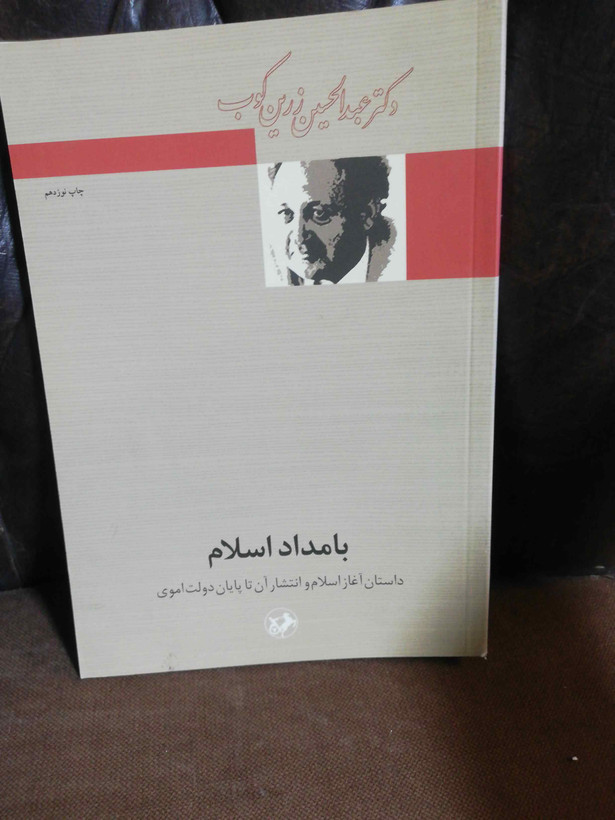 دکتر عبدالحسین زرین کوب
چاپ نوزدهم
بامداد اسلام
داستان آغاز اسلام و انتشار آن تا پایان دولت اموی